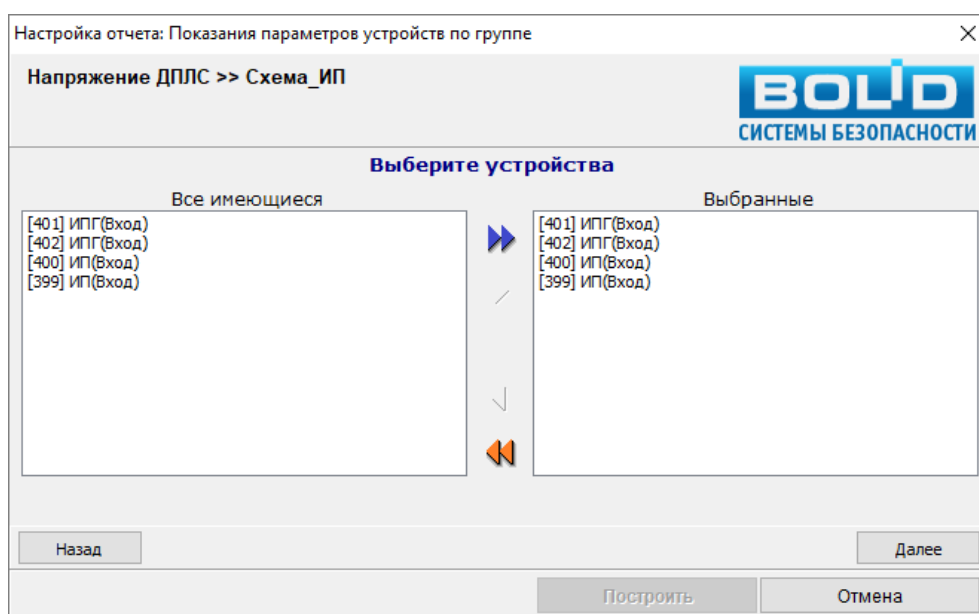 Настройка отчета: Показания параметров устройств по группе
Напряжение ДПЛС >> Схема_ИП
BOLID
СИСТЕМЫ БЕЗОПАСНОСТИ
Выберите устройства
Все имеющиеся
Выбранные
[401] ИПГ(Вход)
[402] ИПГ(Вход)
[400] ИП(Вход)
[399] ИП(Вход)
[401] ИПГ(Вход)
[402] ИПГ(Вход)
[400] ИП(Вход)
[399] ИП(Вход)
Назад
Далее
Построить
Отмена